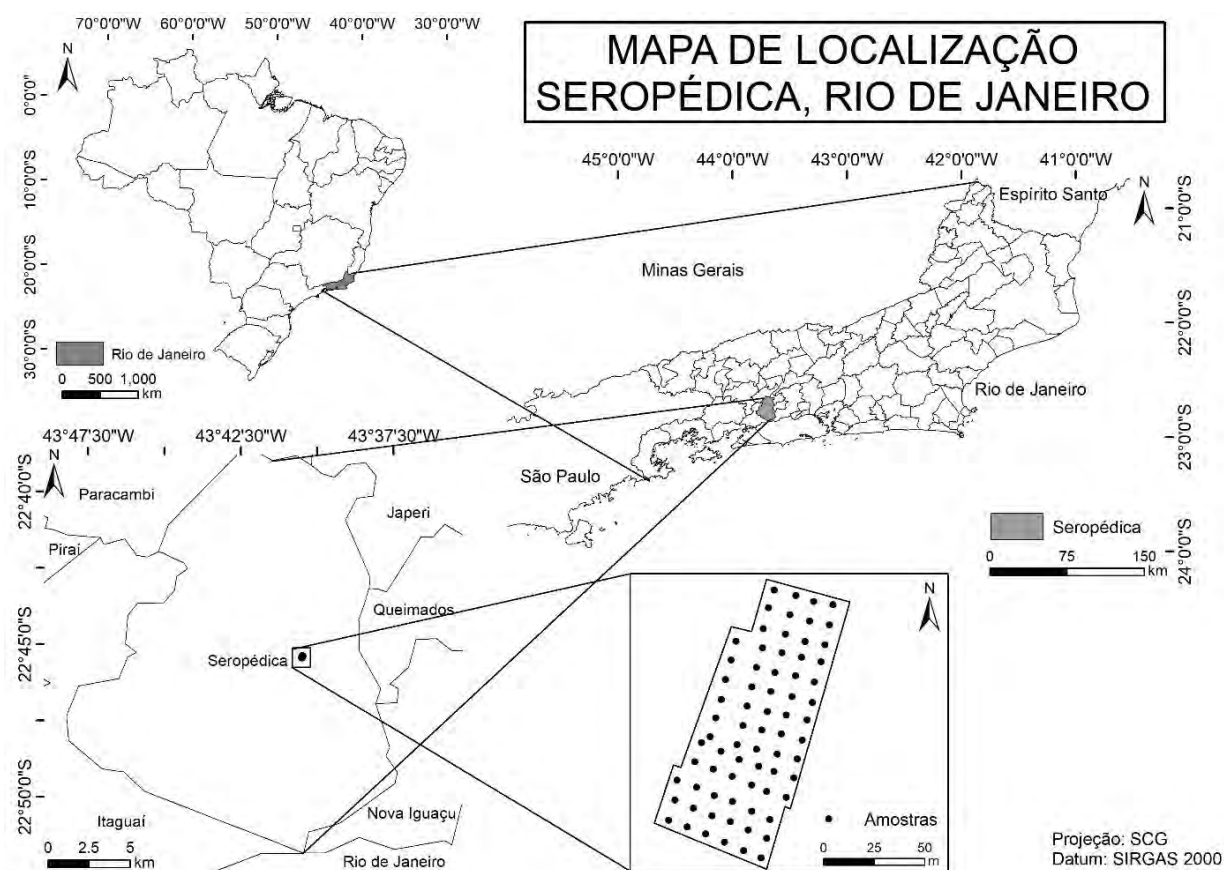 MAPA DE LOCALIZAÇÃO
SEROPÉDICA, RIO DE JANEIRO
70°0'0"W 60°0'0"W 50°0'0"W 40°0'0"W 30°0'0"W
N
0°0'0"
10°0'0"S
20°0'0"S
30°0'0"S
Rio de Janeiro
0 500 1,000
km
45°0'0"W 44°0'0"W 43°0'0"W 42°0'0"W 41°0'0"W
N
Espírito Santo
Minas Gerais
Rio de Janeiro
São Paulo
21°0'0"S
22°0'0"S
23°0'0"S
24°0'0"S
Seropédica
0 75 150
km
43°47'30"W 43°42'30"W 43°37'30"W
N
22°40'0"S
22°45'0"S
22°50'0"S
Paracambi
Japeri
Piraí
Queimados
Seropédica
Nova Iguaçu
Itaguaí
Rio de Janeiro
0 2.5 5
km
N
Amostras
0 25 50
m
Projeção: SCG
Datum: SIRGAS 2000